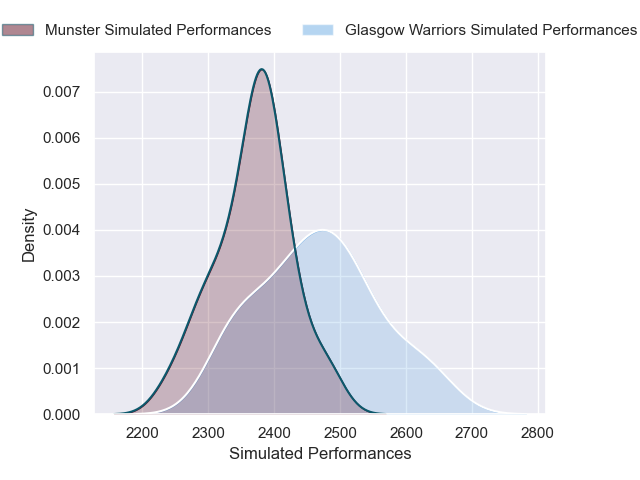 Munster Simulated Performances
Glasgow Warriors Simulated Performances
0.007
0.006
0.005
0.004
0.003
0.002
0.001
0.000
Density
2200 2300 2400 2500 2600 2700 2800
Simulated Performances